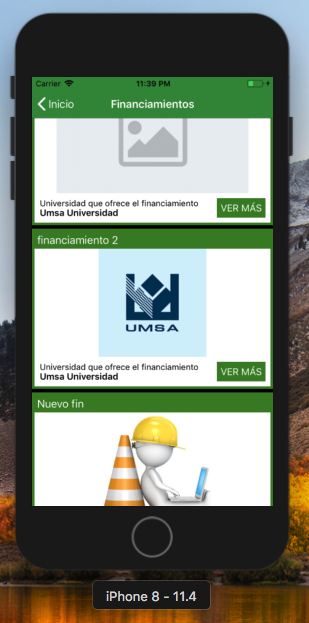 Carrier 11:39 PM
Inicio Financiamientos
Universidad que ofrece el financiamiento
Umsa Universidad
VER MÁS
financiamiento 2
UMSA
Universidad que ofrece el financiamiento
Umsa Universidad
VER MÁS
Nuevo fin
iPhone 8 - 11.4